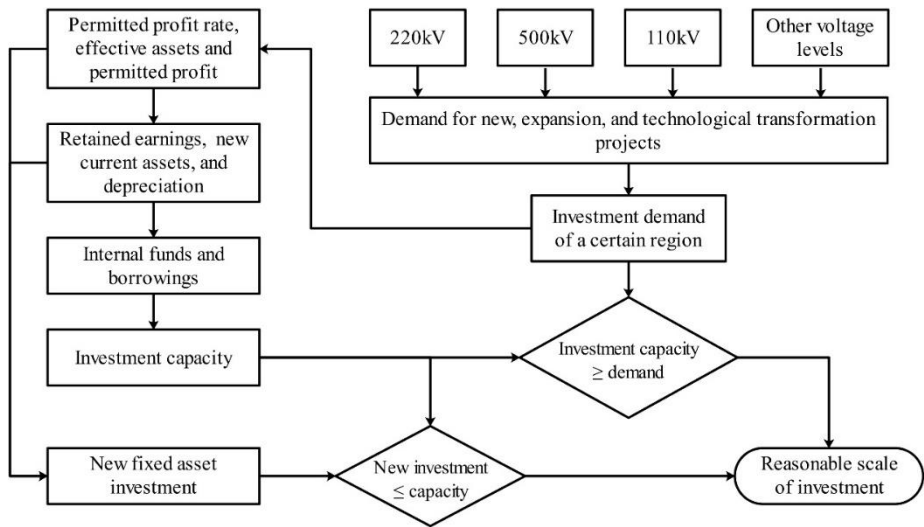 Permitted profit rate,
effective assets and
permitted profit
220kV
500kV
110kV
Other voltage
levels
Demand for new, expansion, and technological transformation
projects
Retained earnings, new
current assets, and
depreciation
Investment demand
of a certain region
Internal funds and
borrowings
Investment capacity
Investment capacity
≥ demand
New fixed asset
investment
New investment
≤ capacity
Reasonable scale
of investment